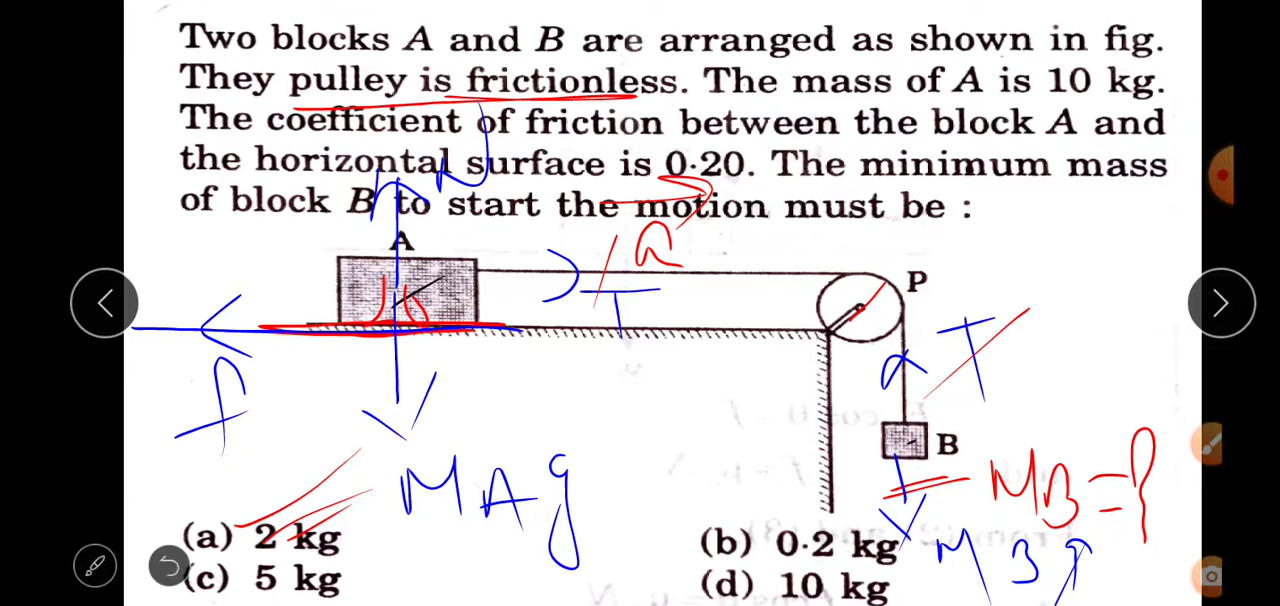 Two blocks A and B are arranged as shown in fig.
They pulley is frictionless. The mass of A is 10 kg.
The coefficient of friction between the block A and
the horizontal surface is 0·20. The minimum mass
of block B to start the motion must be :
N
A
a
T
P
10
T
f
B
MAg
MB=?
(a) 2 kg
(b) 0·2 kg
MBg
(c) 5 kg
(d) 10 kg